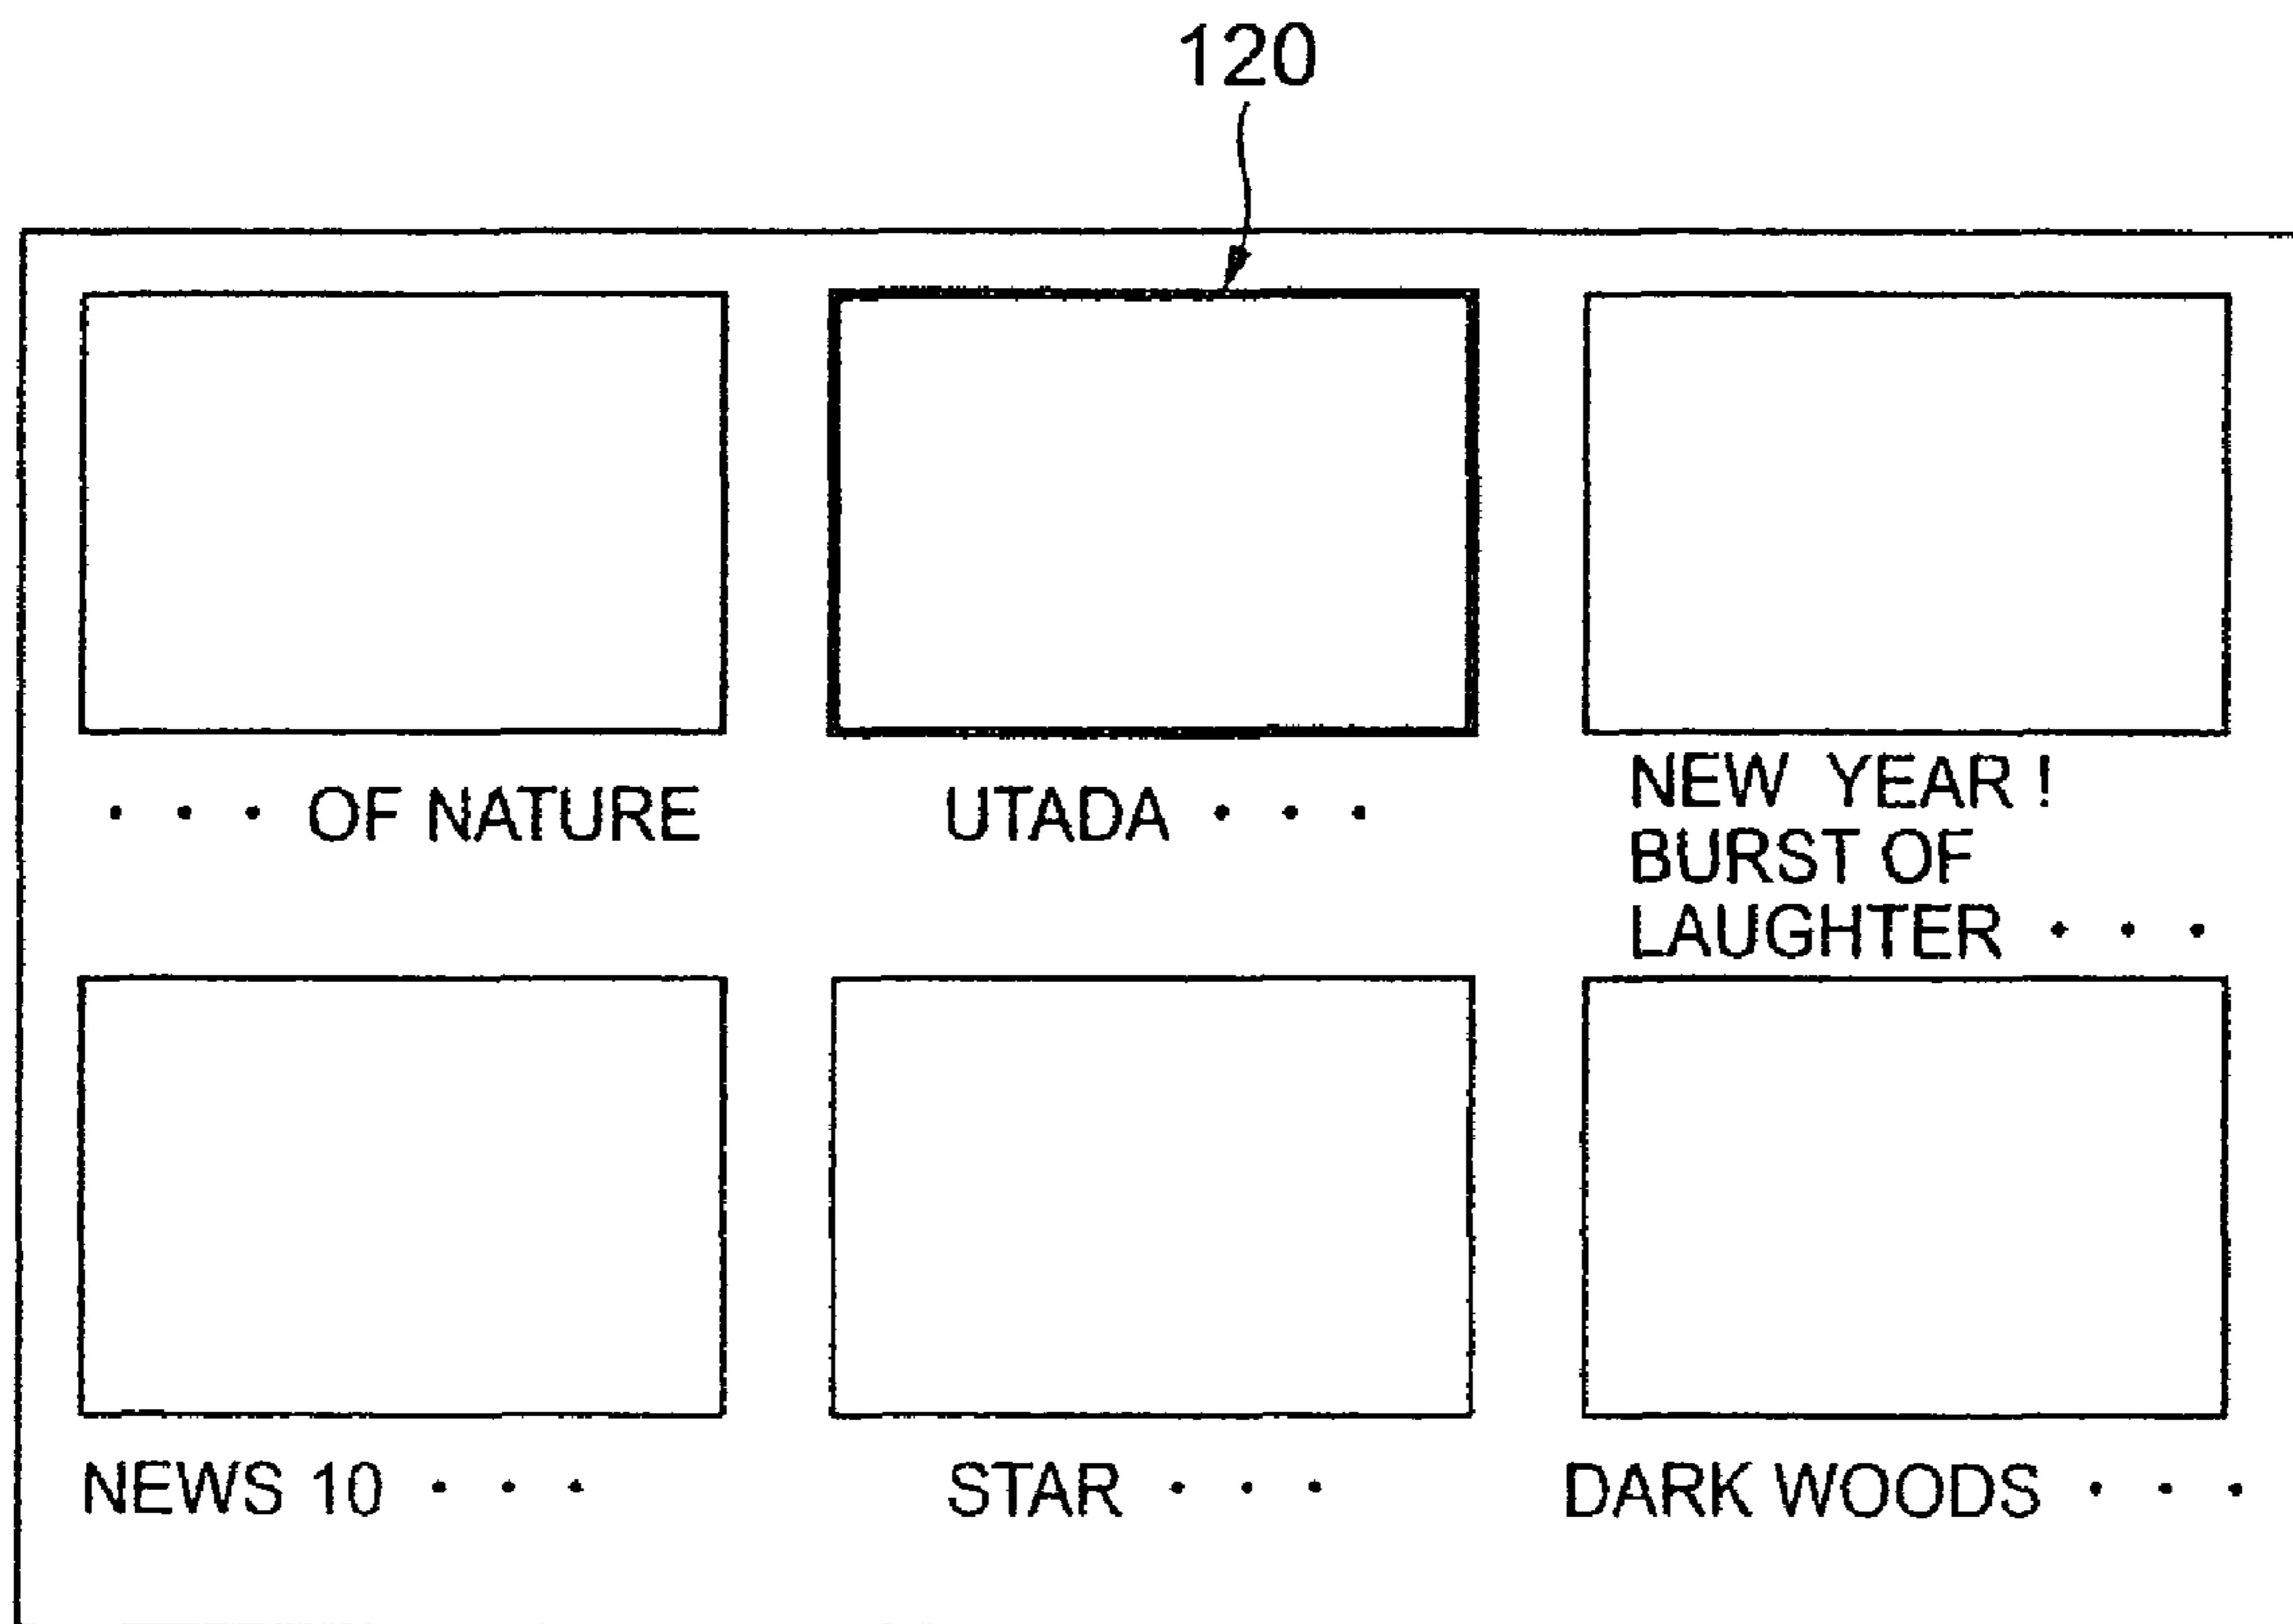 120
· · · OF NATURE
UTADA · · ·
NEW YEAR !
BURST OF
LAUGHTER · · ·
NEWS 10 · · ·
STAR · · ·
DARK WOODS · · ·